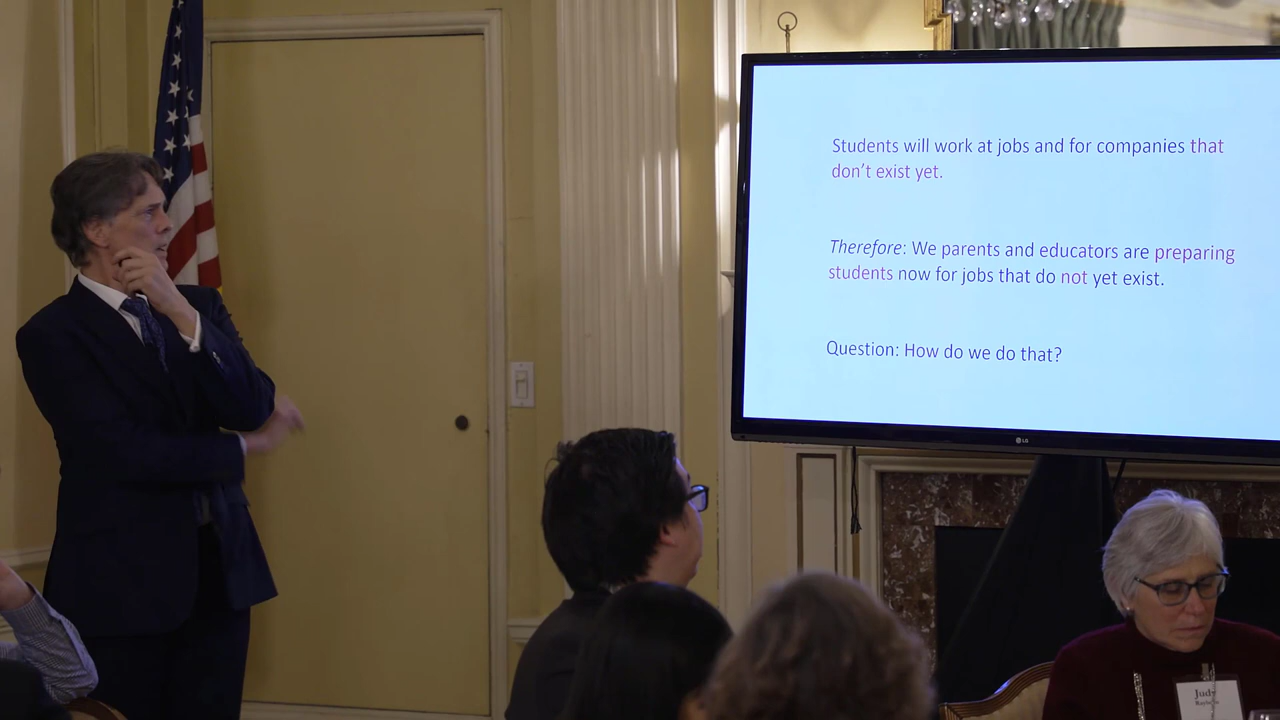 Students will work at jobs and for companies that
don't exist yet.
Therefore: We parents and educators are preparing
students now for jobs that do not yet exist.
Question: How do we do that?
LG
Judy